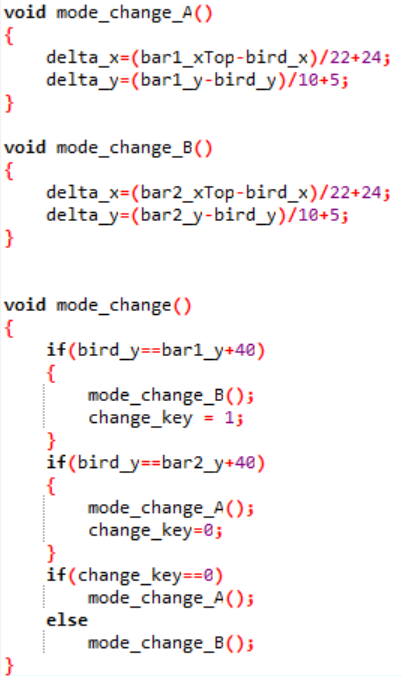 void mode_change_A()
{
    delta_x=(bar1_xTop-bird_x)/22+24;
    delta_y=(bar1_y-bird_y)/10+5;
}

void mode_change_B()
{
    delta_x=(bar2_xTop-bird_x)/22+24;
    delta_y=(bar2_y-bird_y)/10+5;
}

void mode_change()
{
    if(bird_y==bar1_y+40)
    {
        mode_change_B();
        change_key = 1;
    }
    if(bird_y==bar2_y+40)
    {
        mode_change_A();
        change_key=0;
    }
    if(change_key==0)
        mode_change_A();
    else
        mode_change_B();
}